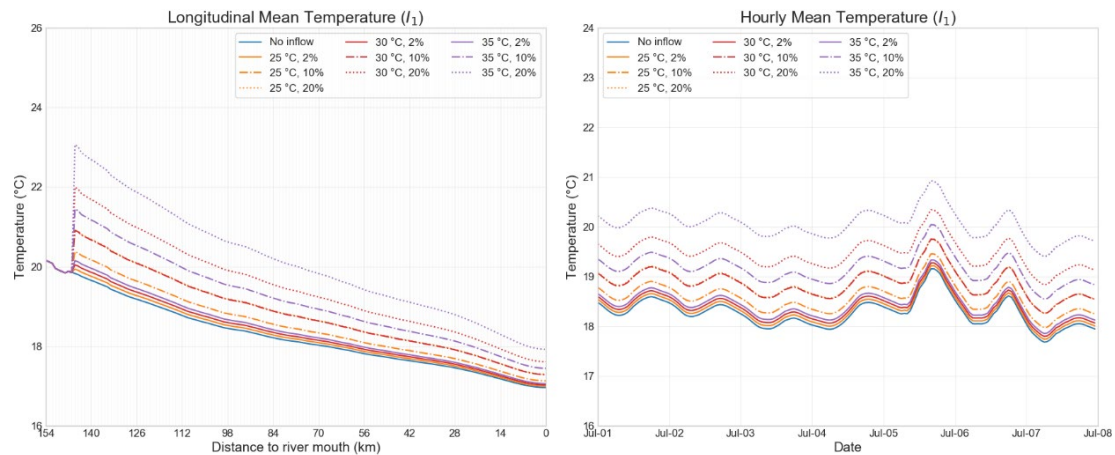 Longitudinal Mean Temperature (I₁)
No inflow
25 °C, 2%
25 °C, 10%
25 °C, 20%
30 °C, 2%
30 °C, 10%
30 °C, 20%
35 °C, 2%
35 °C, 10%
35 °C, 20%
Temperature (°C)
26
24
22
20
18
16
154 140 126 112 98 84 70 56 42 28 14 0
Distance to river mouth (km)
Hourly Mean Temperature (I₁)
No inflow
25 °C, 2%
25 °C, 10%
25 °C, 20%
30 °C, 2%
30 °C, 10%
30 °C, 20%
35 °C, 2%
35 °C, 10%
35 °C, 20%
Temperature (°C)
24
23
22
21
20
19
18
17
16
Jul-01 Jul-02 Jul-03 Jul-04 Jul-05 Jul-06 Jul-07 Jul-08
Date